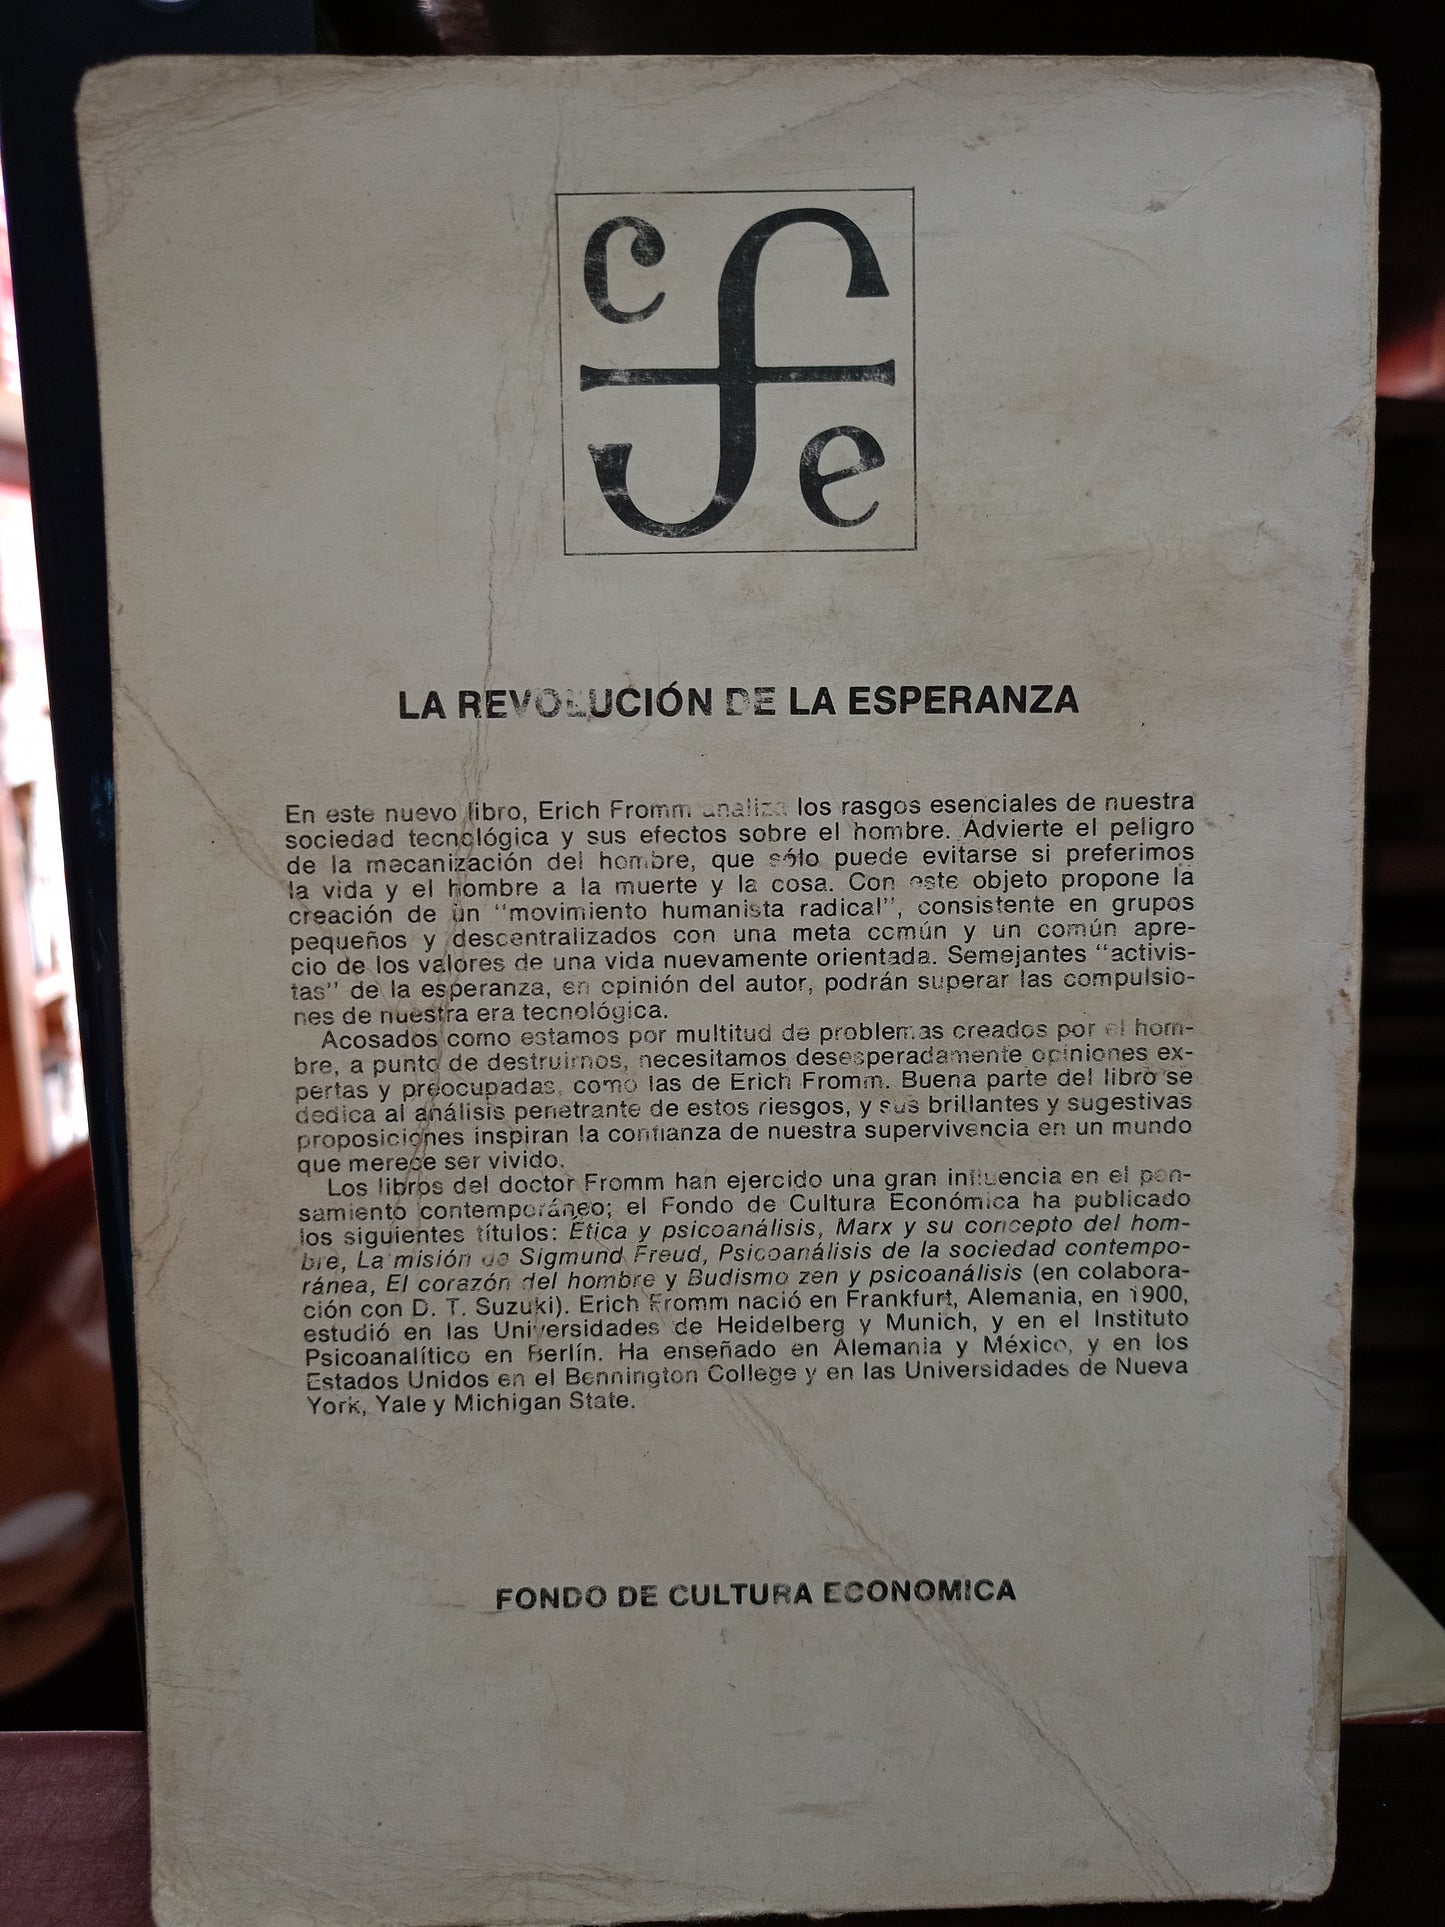 c f e
LA REVOLUCIÓN DE LA ESPERANZA
En este nuevo libro, Erich Fromm analiza los rasgos esenciales de nuestra
sociedad tecnológica y sus efectos sobre el hombre. Advierte el peligro
de la mecanización del hombre, que sólo puede evitarse si preferimos
la vida y el hombre a la muerte y la cosa. Con este objeto propone la
creación de un "movimiento humanista radical", consistente en grupos
pequeños y descentralizados con una meta común y un común apre-
cio de los valores de una vida nuevamente orientada. Semejantes "activis-
tas" de la esperanza, en opinión del autor, podrán superar las compulsio-
nes de nuestra era tecnológica.
Acosados como estamos por multitud de problemas creados por el hom-
bre, a punto de destruirnos, necesitamos desesperadamente opiniones ex-
pertas y preocupadas, como las de Erich Fromm. Buena parte del libro se
dedica al análisis penetrante de estos riesgos, y sus brillantes y sugestivas
proposiciones inspiran la confianza de nuestra supervivencia en un mundo
que merece ser vivido.
Los libros del doctor Fromm han ejercido una gran influencia en el pen-
samiento contemporáneo; el Fondo de Cultura Económica ha publicado
los siguientes títulos: Ética y psicoanálisis, Marx y su concepto del hom-
bre, La misión de Sigmund Freud, Psicoanálisis de la sociedad contempo-
ránea, El corazón del hombre y Budismo zen y psicoanálisis (en colabora-
ción con D. T. Suzuki). Erich Fromm nació en Frankfurt, Alemania, en 1900,
estudió en las Universidades de Heidelberg y Munich, y en el Instituto
Psicoanalítico en Berlín. Ha enseñado en Alemania y México, y en los
Estados Unidos en el Bennington College y en las Universidades de Nueva
York, Yale y Michigan State.
FONDO DE CULTURA ECONOMICA